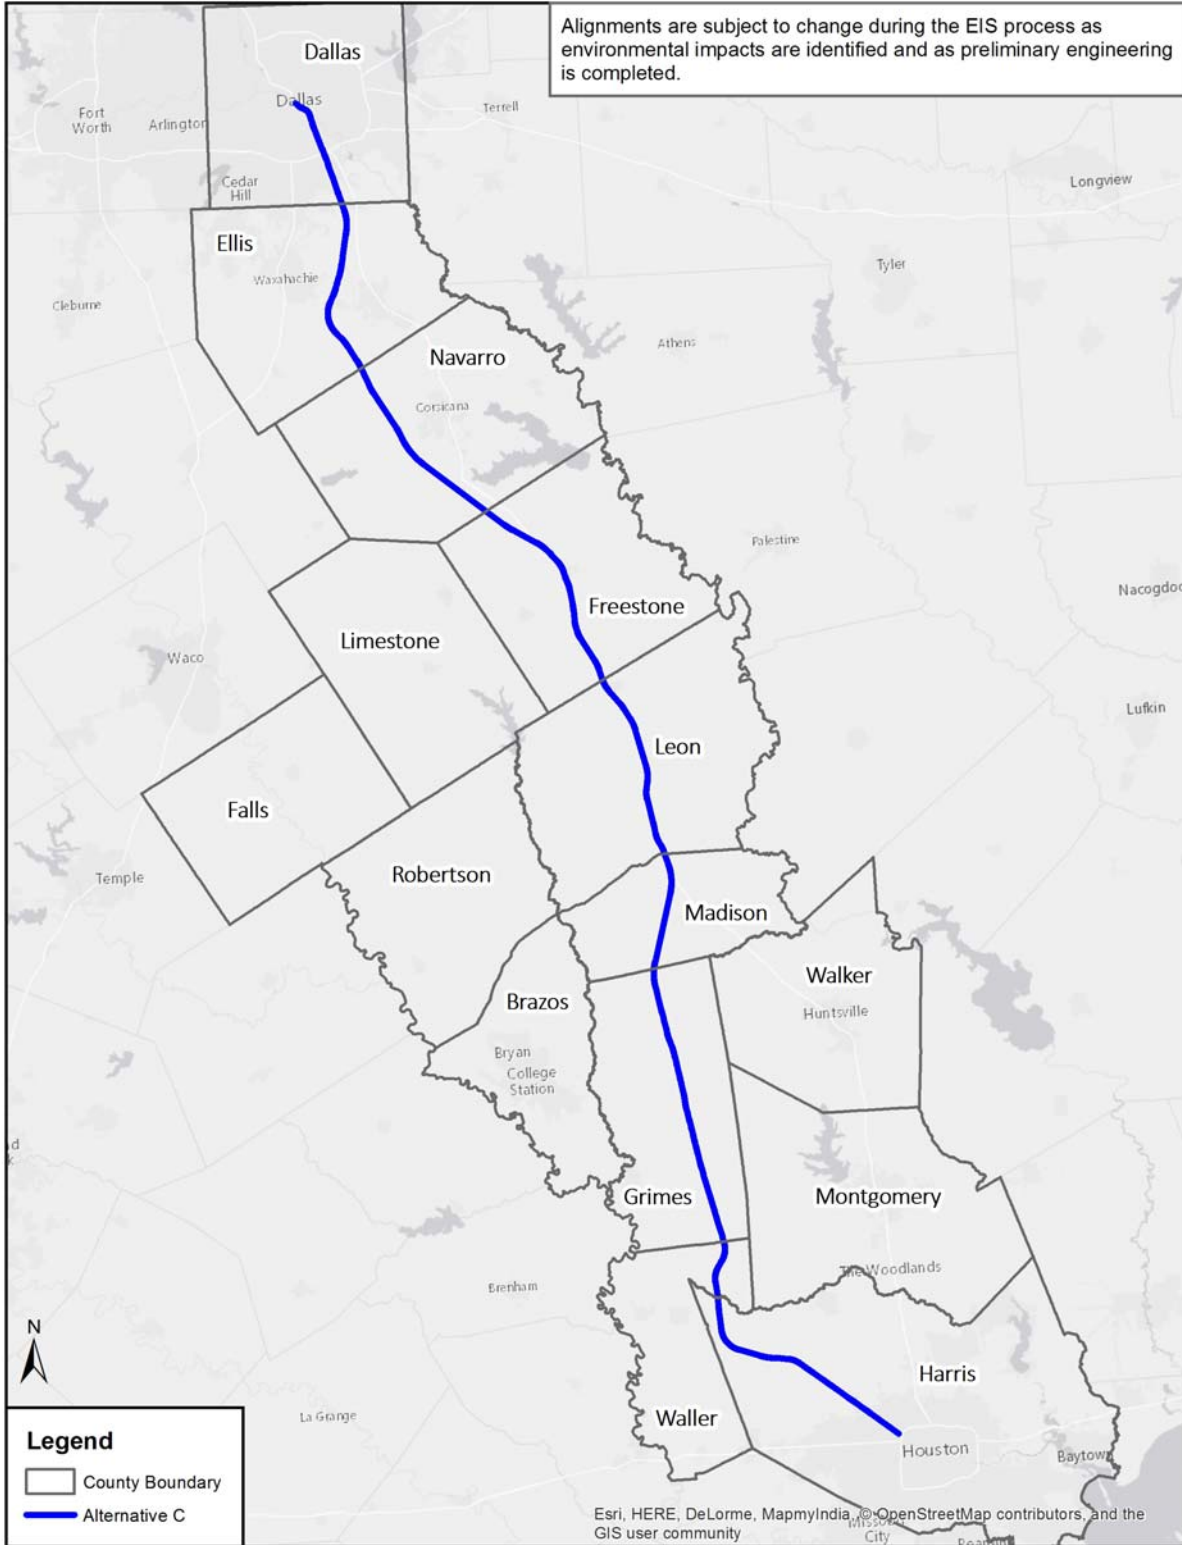 Alignments are subject to change during the EIS process as
environmental impacts are identified and as preliminary engineering
is completed.
Dallas
Dallas
Fort
Worth
Arlington
Terrell
Cedar
Hill
Longview
Ellis
Waxahachie
Tyler
Cleburne
Athens
Navarro
Corsicana
Palestine
Freestone
Nacogdoc
Limestone
Waco
Lufkin
Leon
Falls
Robertson
Temple
Madison
Walker
Huntsville
Brazos
Bryan
College
Station
Grimes
Montgomery
The Woodlands
Brenham
N
Harris
La Grange
Waller
Houston
Baytown
Legend
County Boundary
Alternative C
Esri, HERE, DeLorme, MapmyIndia, © OpenStreetMap contributors, and the
GIS user community
City